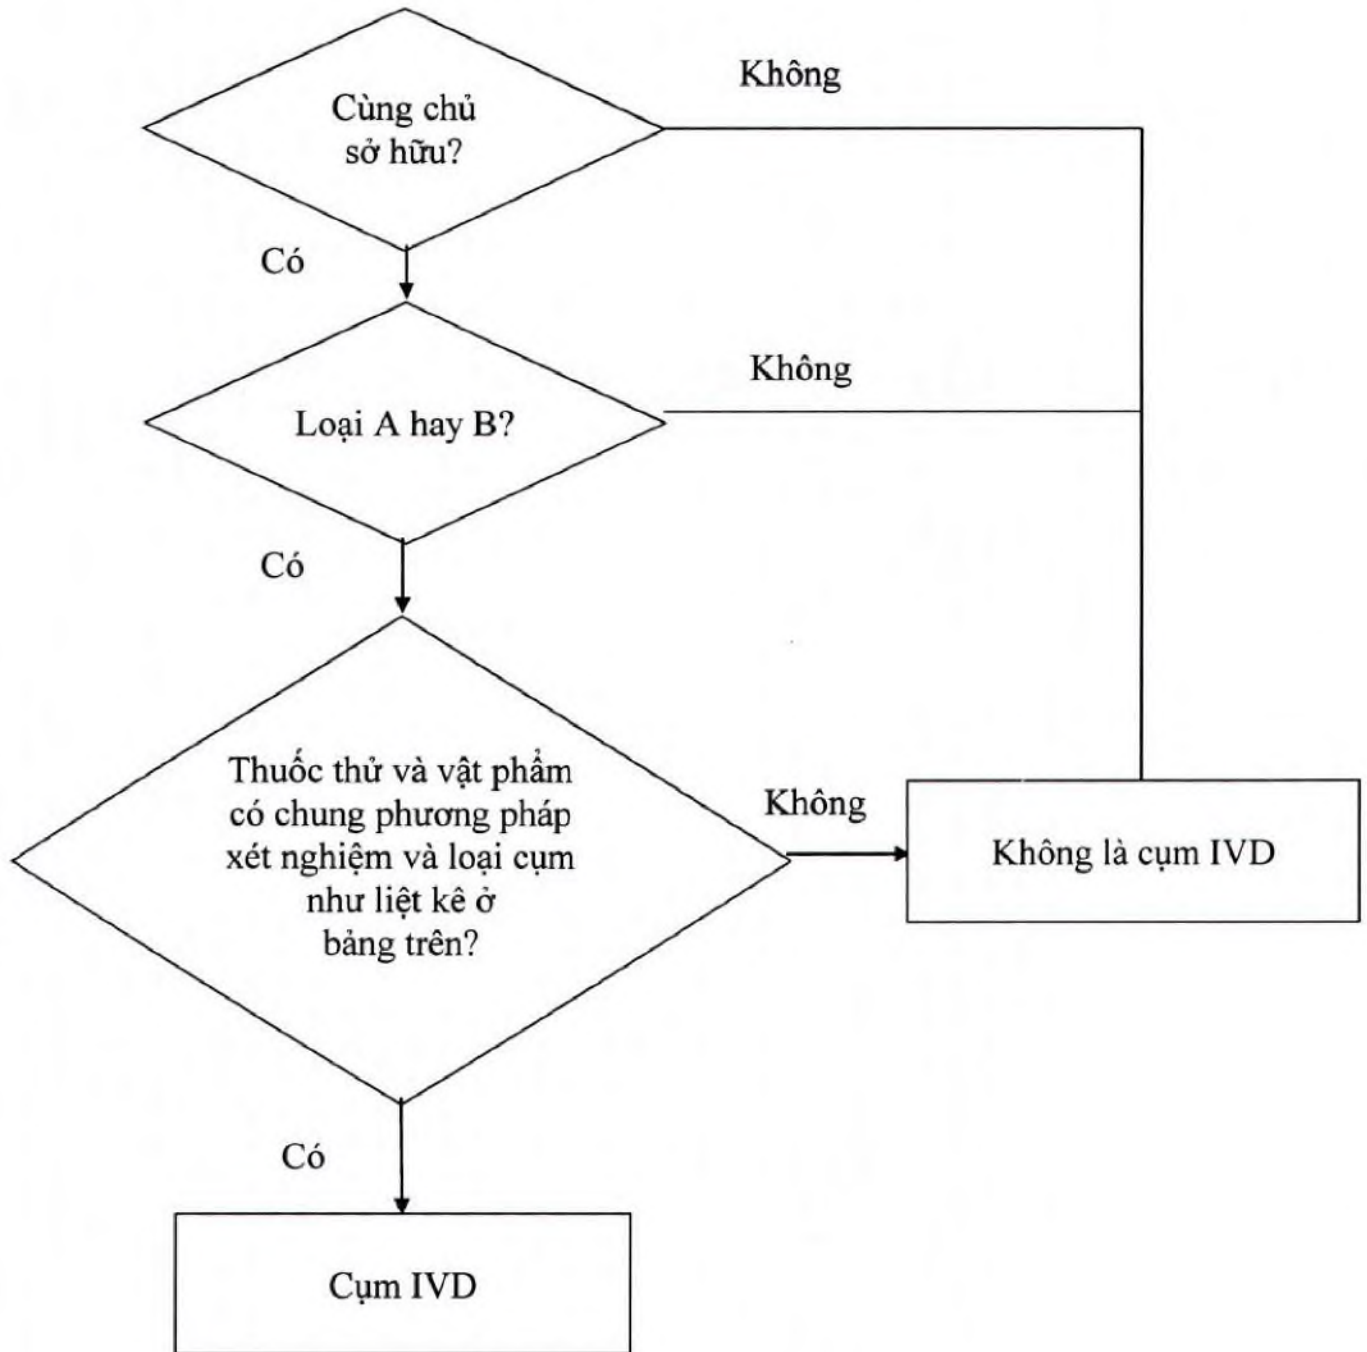 Không
Cùng chủ
sở hữu?
Có
Không
Loại A hay B?
Có
Thuốc thử và vật phẩm
có chung phương pháp
xét nghiệm và loại cụm
như liệt kê ở
bảng trên?
Không
Không là cụm IVD
Có
Cụm IVD